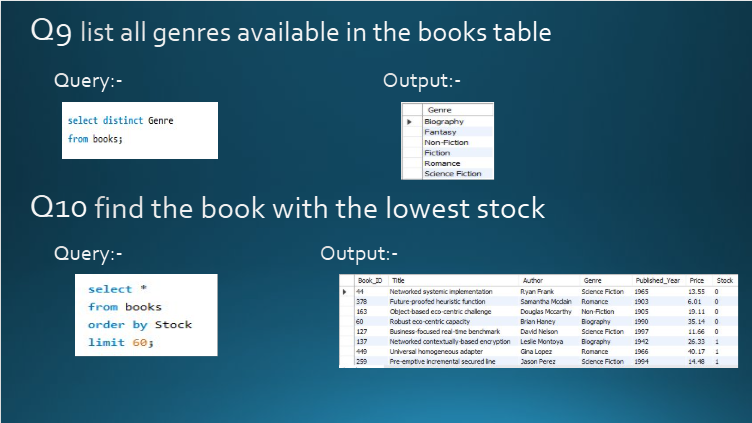 Q9 list all genres available in the books table
Query:-
Output:-
select distinct Genre
from books;
Genre
Biography
Fantasy
Non-Fiction
Fiction
Romance
Science Fiction
Q10 find the book with the lowest stock
Query:-
Output:-
select *
from books
order by Stock
limit 60;
Book_ID Title Author Genre Published_Year Price Stock
44 Networked systemic implementation Ryan Frank Science Fiction 1965 13.55 0
378 Future-proofed heuristic function Samantha Mcdain Romance 1903 6.01 0
163 Object-based eco-centric challenge Douglas Mccarthy Non-Fiction 1905 19.11 0
60 Robust eco-centric capacity Brian Haney Biography 1990 35.14 0
127 Business-focused real-time benchmark David Nelson Science Fiction 1997 11.66 0
137 Networked contextually-based encryption Leslie Montoya Biography 1942 26.33 1
449 Universal homogeneous adapter Gina Lopez Romance 1966 40.17 1
259 Pre-emptive incremental secured line Jason Perez Science Fiction 1994 14.48 1